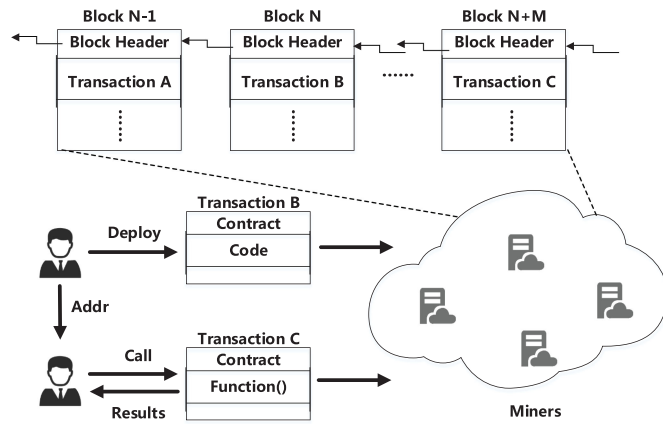 Block N-1
Block N
Block N+M
Block Header
Block Header
Block Header
Transaction A
Transaction B
Transaction C
Transaction B
Contract
Code
Deploy
Addr
Transaction C
Contract
Function()
Call
Results
Miners